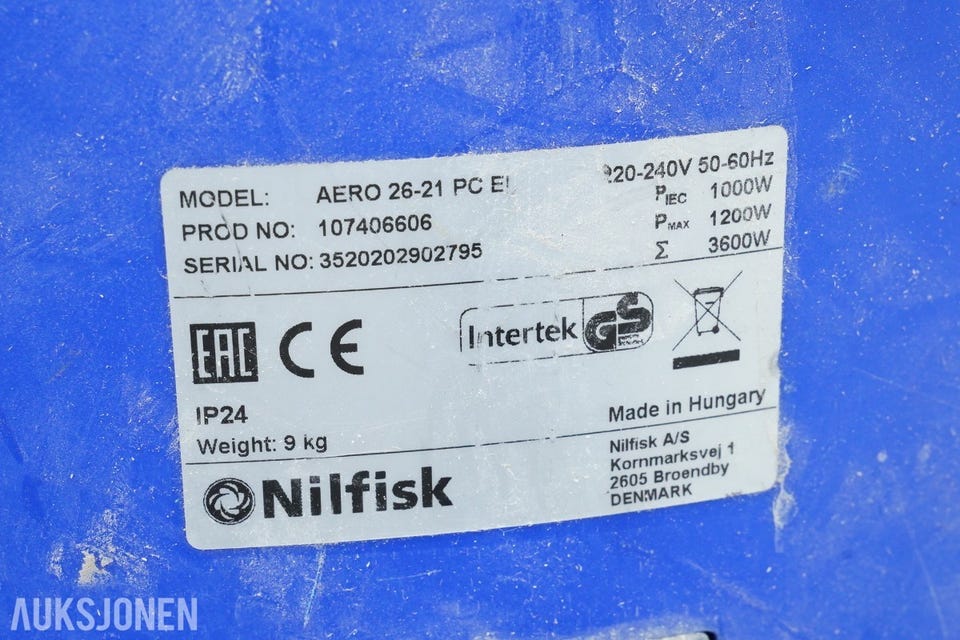 MODEL: AERO 26-21 PC
PROD NO: 107406606
SERIAL NO: 3520202902795
220-240V 50-60Hz
PIEC 1000W
PMAX 1200W
Σ 3600W
EAC CE
Intertek GS
IP24
Weight: 9 kg
Made in Hungary
Nilfisk
Nilfisk A/S
Kornmarksvej 1
2605 Broendby
DENMARK
AUKSJONEN